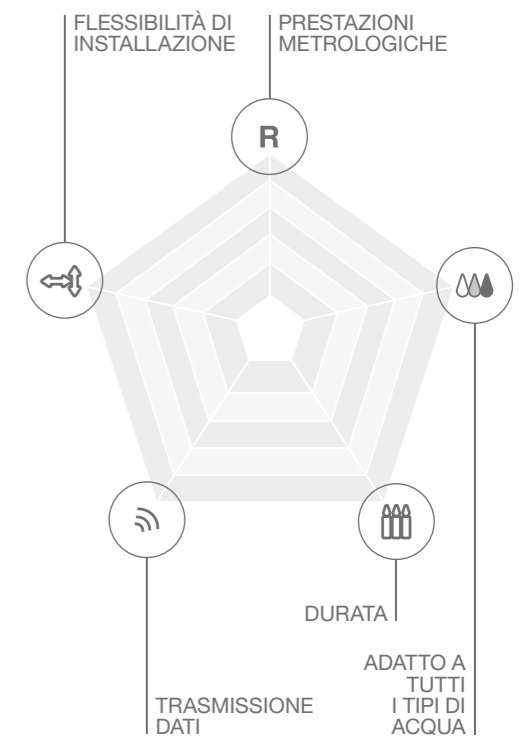 FLESSIBILITÀ DI
INSTALLAZIONE
PRESTAZIONI
METROLOGICHE
R
DURATA
ADATTO A
TUTTI
I TIPI DI
ACQUA
TRASMISSIONE
DATI